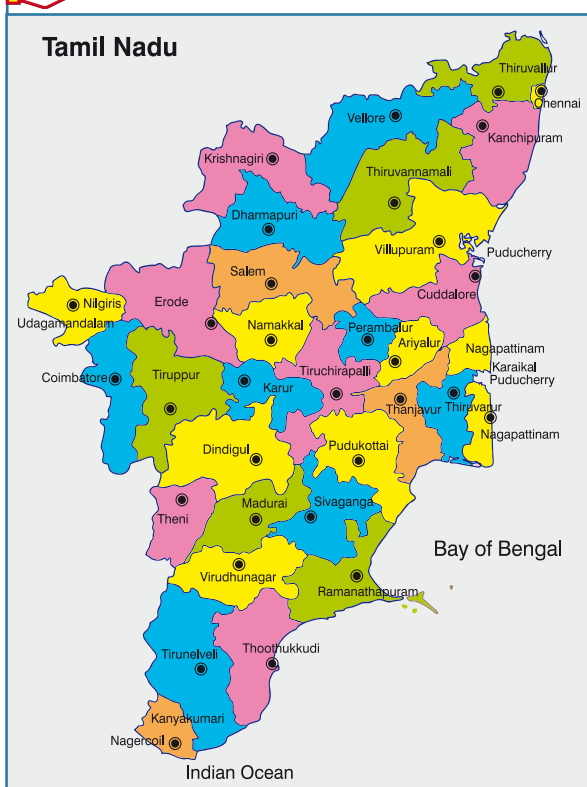 Tamil Nadu
Thiruvallur
Chennai
Vellore
Kanchipuram
Krishnagiri
Thiruvannamali
Dharmapuri
Villupuram
Puducherry
Salem
Cuddalore
Nilgiris
Erode
Udagamandalam
Namakkal
Perambalur
Ariyalur
Nagapattinam
Karaikal
Puducherry
Coimbatore
Tiruppur
Karur
Tiruchirapalli
Thanjavur
Thiruvarur
Nagapattinam
Dindigul
Pudukottai
Theni
Madurai
Sivaganga
Bay of Bengal
Virudhunagar
Ramanathapuram
Tirunelveli
Thoothukkudi
Kanyakumari
Nagercoil
Indian Ocean